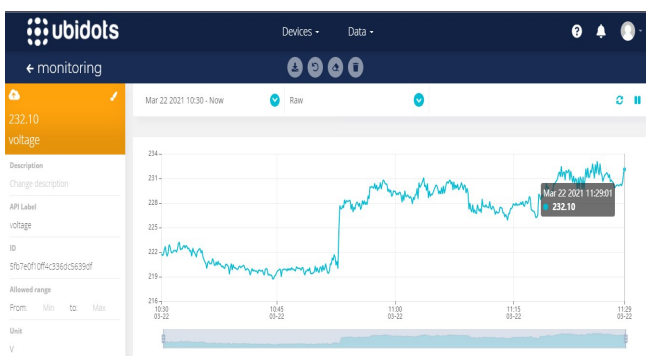 ubidots
Devices
Data
?
monitoring
232.10
voltage
Mar 22 2021 10:30 - Now
Raw
Description
Change description
API Label
voltage
ID
5fb7e0f10ff4c336dc5639df
Allowed range
From: Min to: Max
Unit
V
234
231
228
225
222
219
216
Mar 22 2021 11:29:01
232.10
10:30 10:45 11:00 11:15 11:29
03-22 03-22 03-22 03-22 03-22